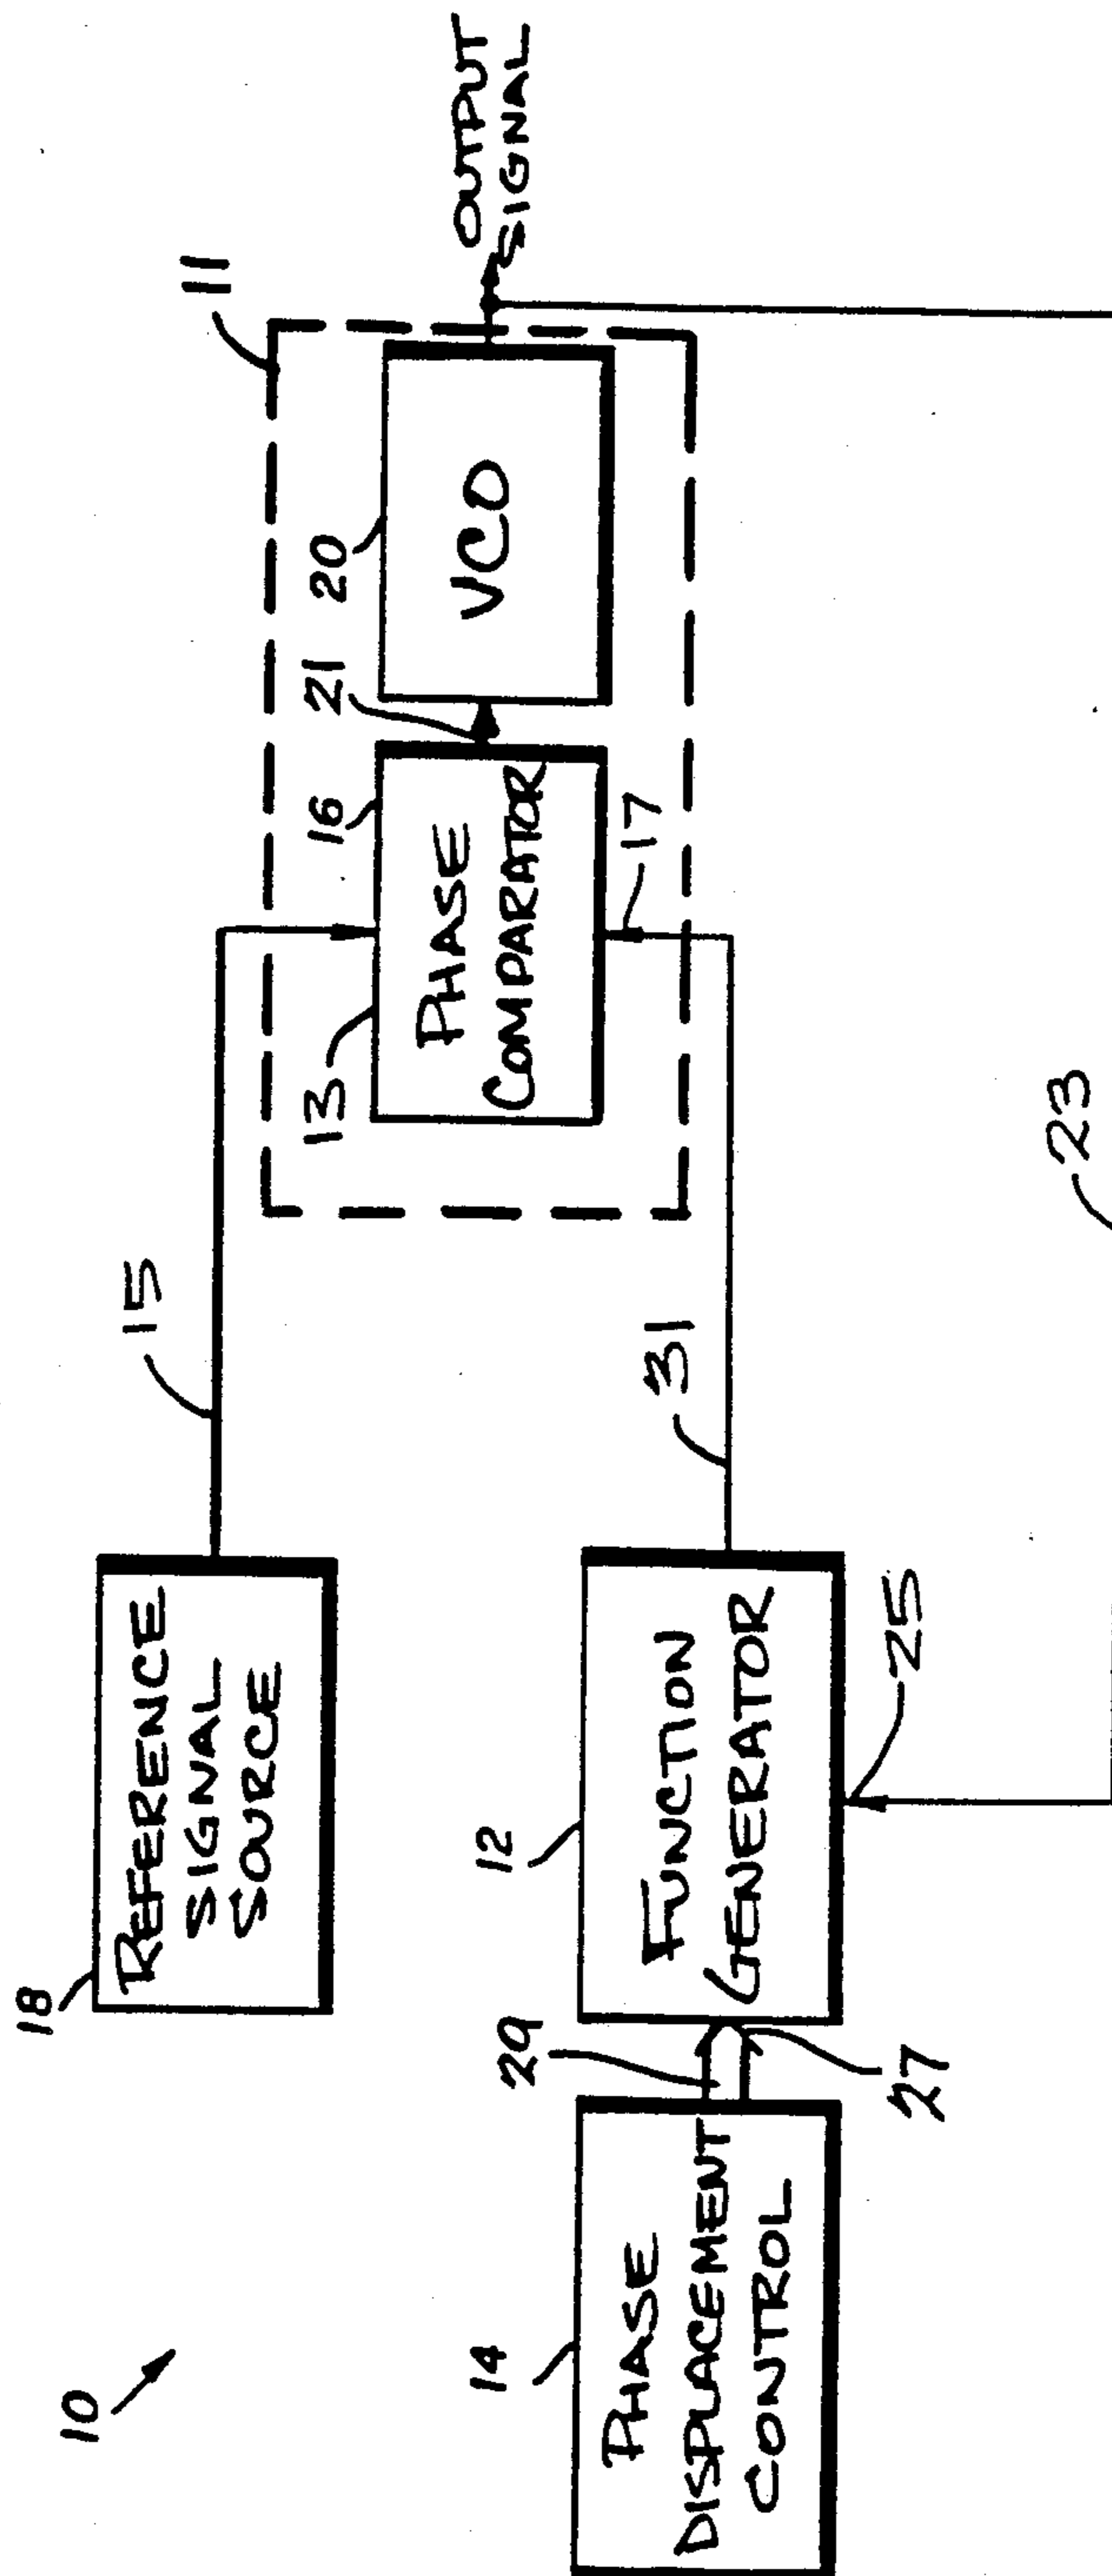 10
18
REFERENCE
SIGNAL
SOURCE
15
11
13
16
PHASE
COMPARATOR
21
20
VCO
OUTPUT
SIGNAL
17
14
PHASE
DISPLACEMENT
CONTROL
29
27
12
FUNCTION
GENERATOR
31
25
23